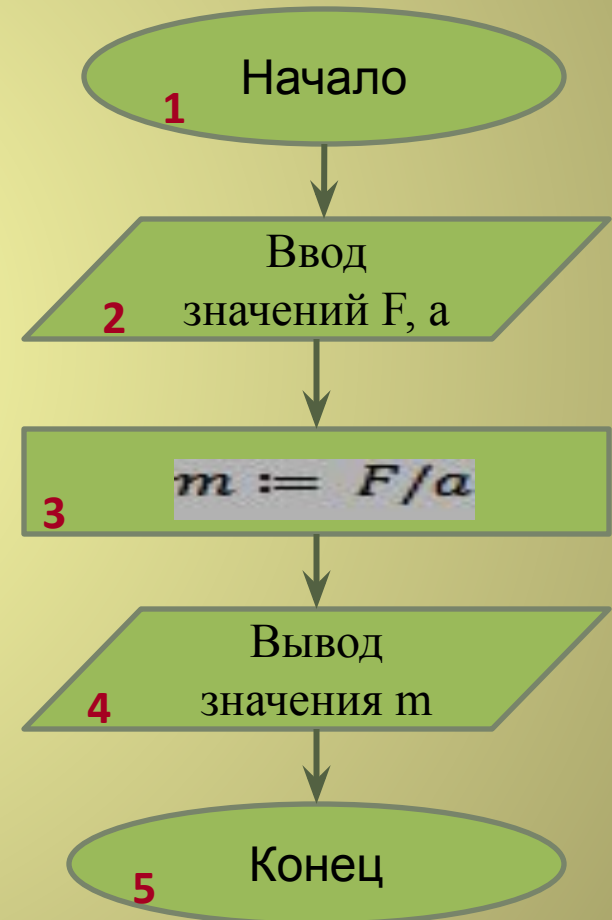 Начало
1
Ввод
значений F, a
2
m := F/a
3
Вывод
значения m
4
Конец
5